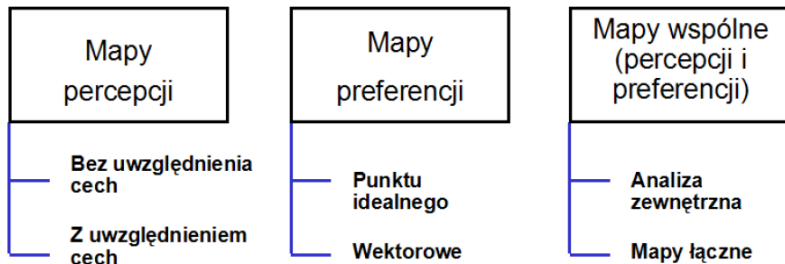 Mapy
percepcji
Bez uwzględnienia
cech
Z uwzględnieniem
cech
Mapy
preferencji
Punktu
idealnego
Wektorowe
Mapy wspólne
(percepcji i
preferencji)
Analiza
zewnętrzna
Mapy łączne